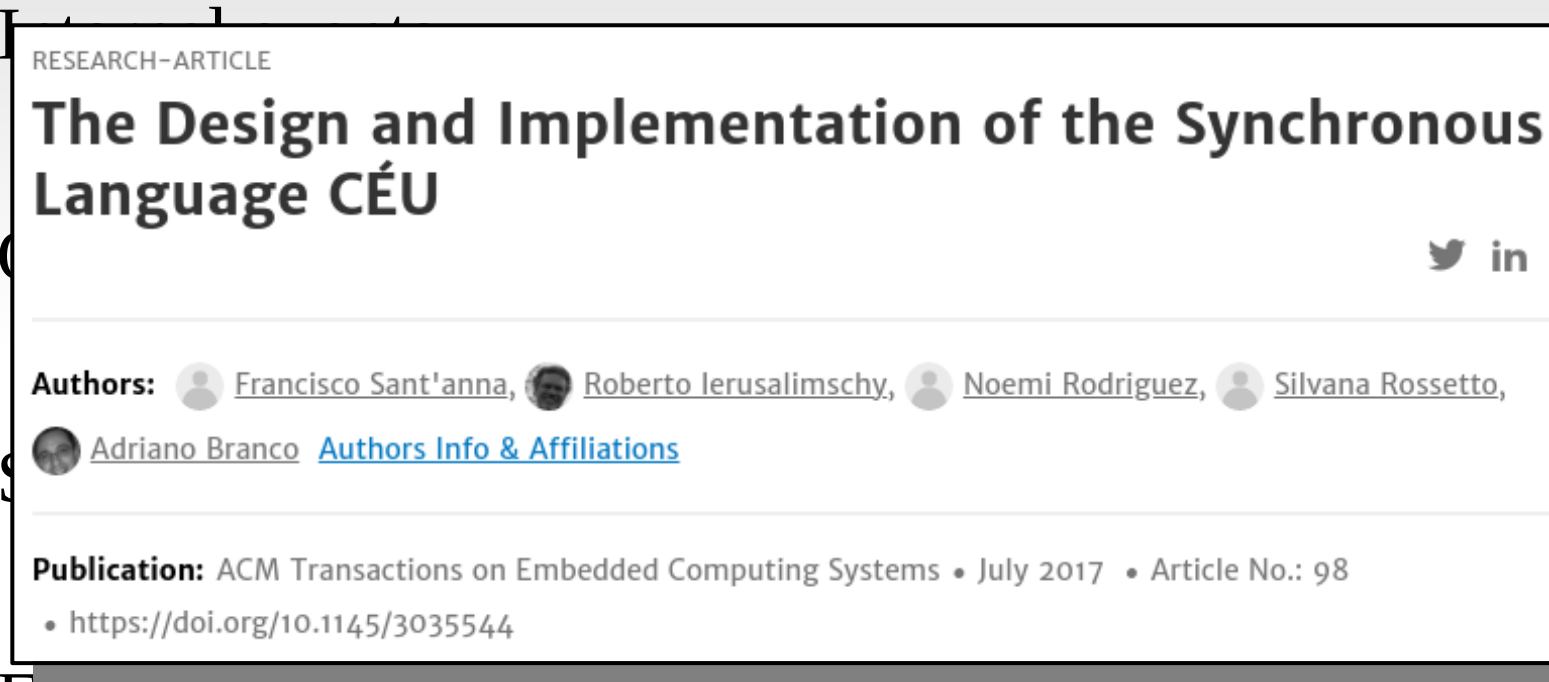 RESEARCH-ARTICLE
The Design and Implementation of the Synchronous
Language CÉU
in
Authors: Francisco Sant'anna, Roberto Ierusalimschy, Noemi Rodriguez, Silvana Rossetto,
Adriano Branco Authors Info & Affiliations
Publication: ACM Transactions on Embedded Computing Systems • July 2017 • Article No.: 98
• https://doi.org/10.1145/3035544